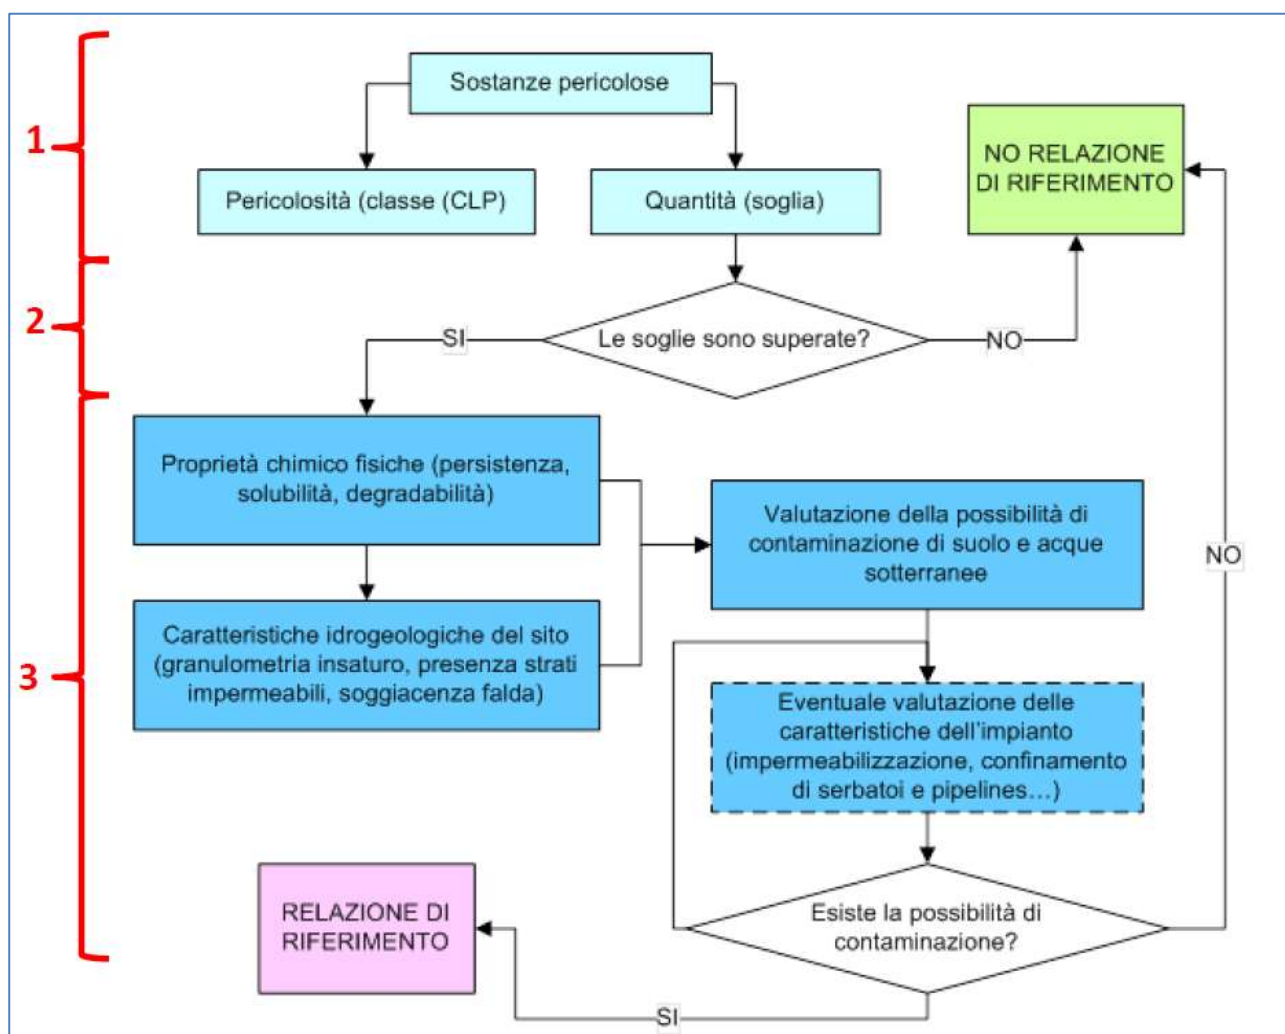 1
Sostanze pericolose
Pericolosità (classe (CLP)
Quantità (soglia)
NO RELAZIONE
DI RIFERIMENTO
2
Le soglie sono superate?
SI
NO
3
Proprietà chimico fisiche (persistenza,
solubilità, degradabilità)
Caratteristiche idrogeologiche del sito
(granulometria insaturo, presenza strati
impermeabili, soggiacenza falda)
Valutazione della possibilità di
contaminazione di suolo e acque
sotterranee
NO
Eventuale valutazione delle
caratteristiche dell'impianto
(impermeabilizzazione, confinamento
di serbatoi e pipelines…)
Esiste la possibilità di
contaminazione?
RELAZIONE DI
RIFERIMENTO
SI